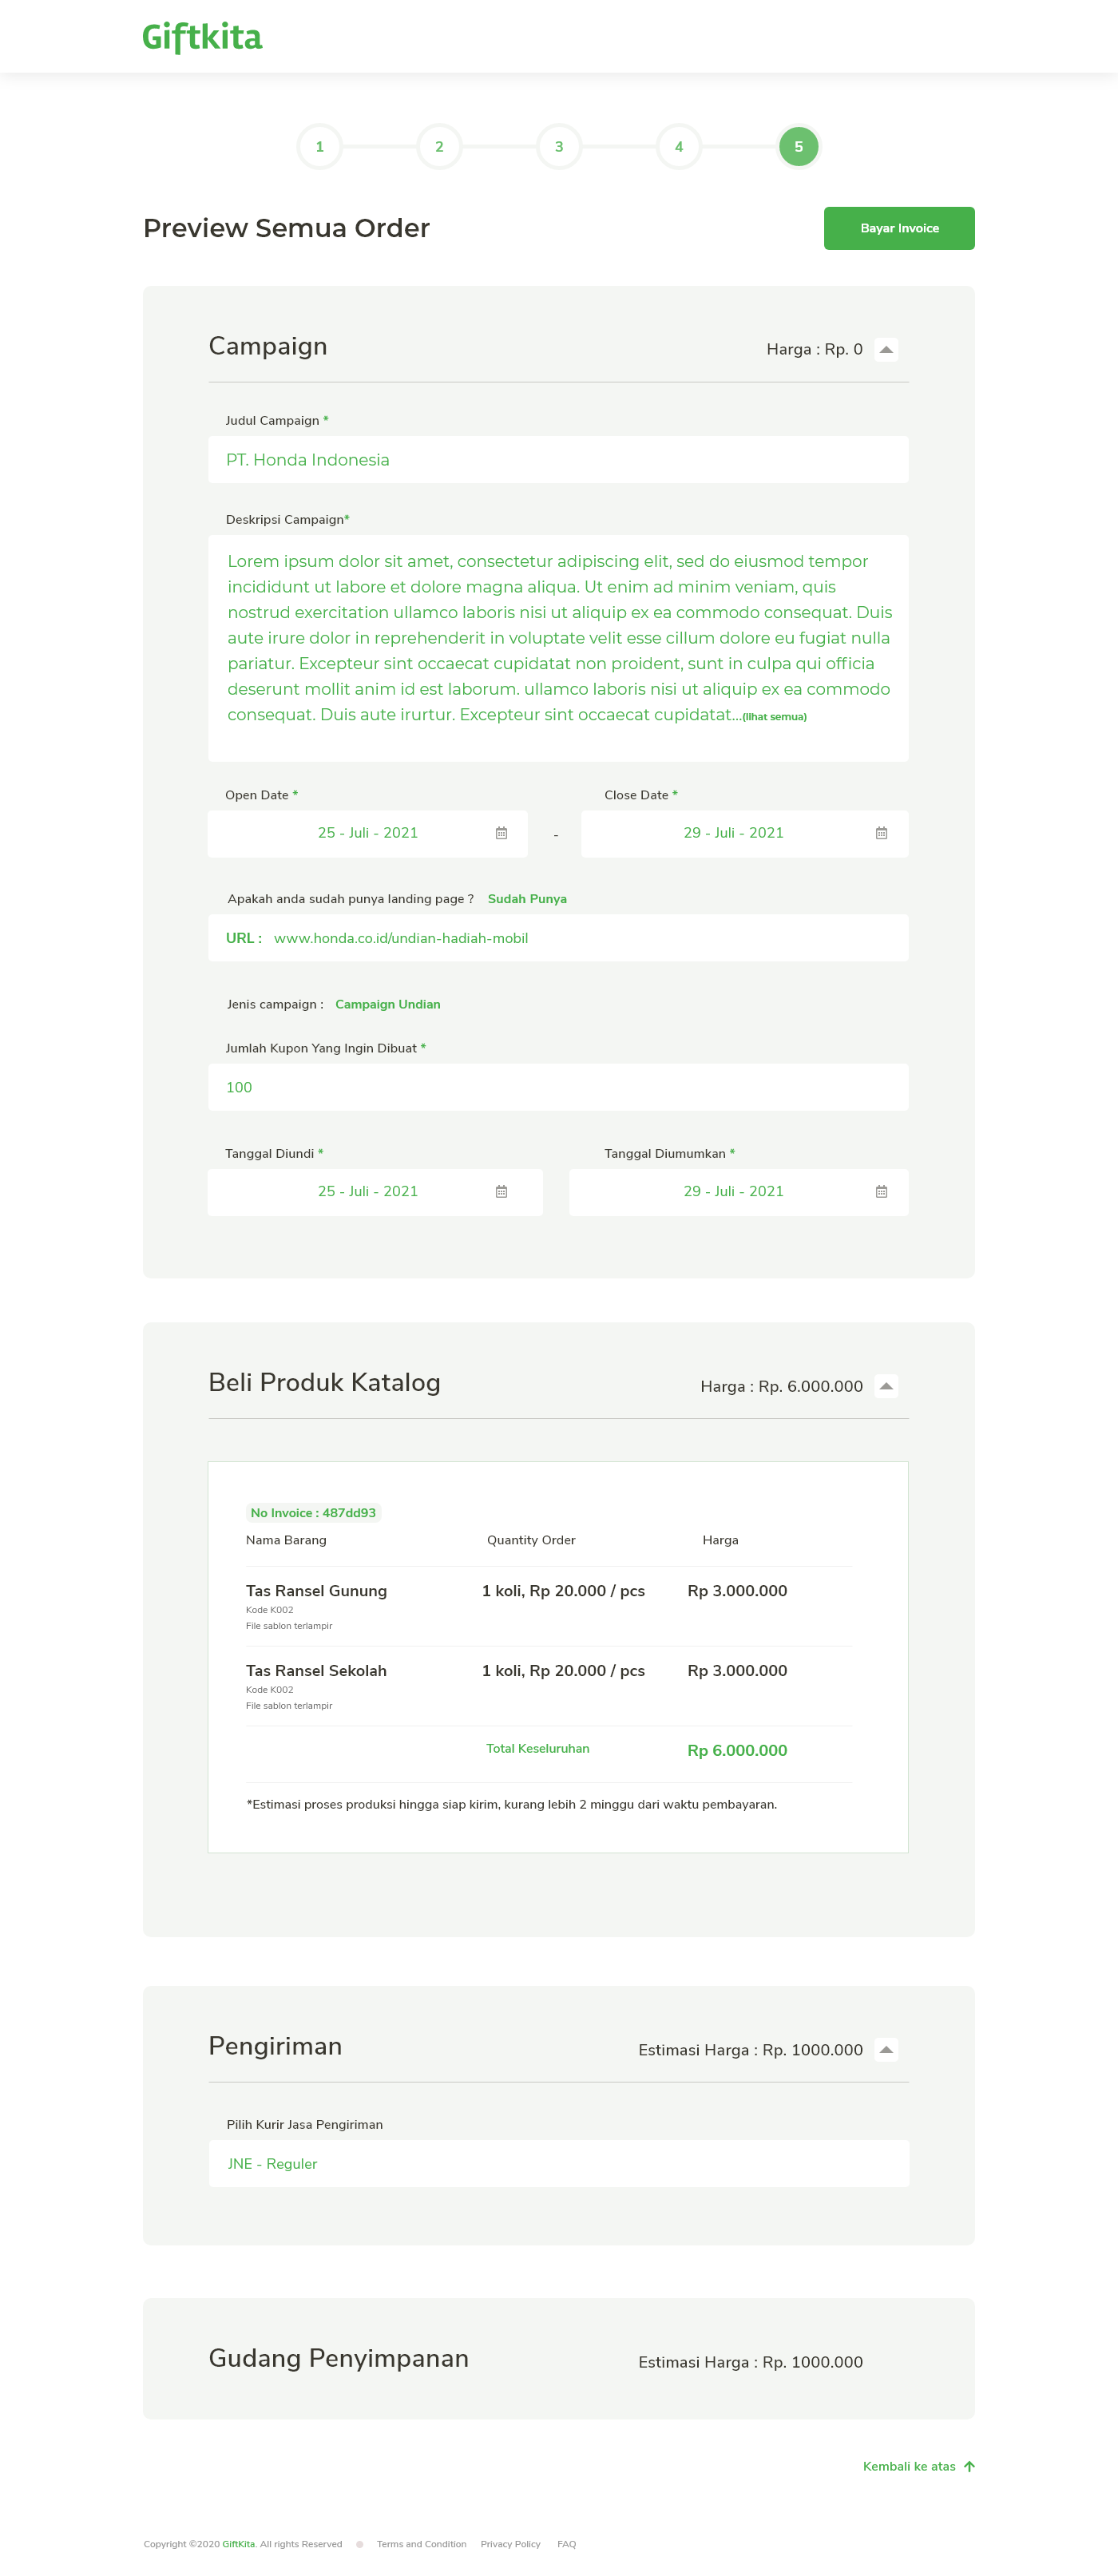 Giftkita
1 2 3 4 5
Preview Semua Order
Bayar Invoice
Campaign
Harga : Rp. 0
Judul Campaign *
PT. Honda Indonesia
Deskripsi Campaign*
Lorem ipsum dolor sit amet, consectetur adipiscing elit, sed do eiusmod tempor
incididunt ut labore et dolore magna aliqua. Ut enim ad minim veniam, quis
nostrud exercitation ullamco laboris nisi ut aliquip ex ea commodo consequat. Duis
aute irure dolor in reprehenderit in voluptate velit esse cillum dolore eu fugiat nulla
pariatur. Excepteur sint occaecat cupidatat non proident, sunt in culpa qui officia
deserunt mollit anim id est laborum. ullamco laboris nisi ut aliquip ex ea commodo
consequat. Duis aute irurtur. Excepteur sint occaecat cupidatat...(lihat semua)
Open Date *
Close Date *
25 - Juli - 2021
-
29 - Juli - 2021
Apakah anda sudah punya landing page ? Sudah Punya
URL : www.honda.co.id/undian-hadiah-mobil
Jenis campaign : Campaign Undian
Jumlah Kupon Yang Ingin Dibuat *
100
Tanggal Diundi *
Tanggal Diumumkan *
25 - Juli - 2021
29 - Juli - 2021
Beli Produk Katalog
Harga : Rp. 6.000.000
No Invoice : 487dd93
Nama Barang Quantity Order Harga
Tas Ransel Gunung 1 koli, Rp 20.000 / pcs Rp 3.000.000
Kode K002
File sablon terlampir
Tas Ransel Sekolah 1 koli, Rp 20.000 / pcs Rp 3.000.000
Kode K002
File sablon terlampir
Total Keseluruhan Rp 6.000.000
*Estimasi proses produksi hingga siap kirim, kurang lebih 2 minggu dari waktu pembayaran.
Pengiriman
Estimasi Harga : Rp. 1000.000
Pilih Kurir Jasa Pengiriman
JNE - Reguler
Gudang Penyimpanan
Estimasi Harga : Rp. 1000.000
Kembali ke atas
Copyright ©2020 GiftKita. All rights Reserved Terms and Condition Privacy Policy FAQ